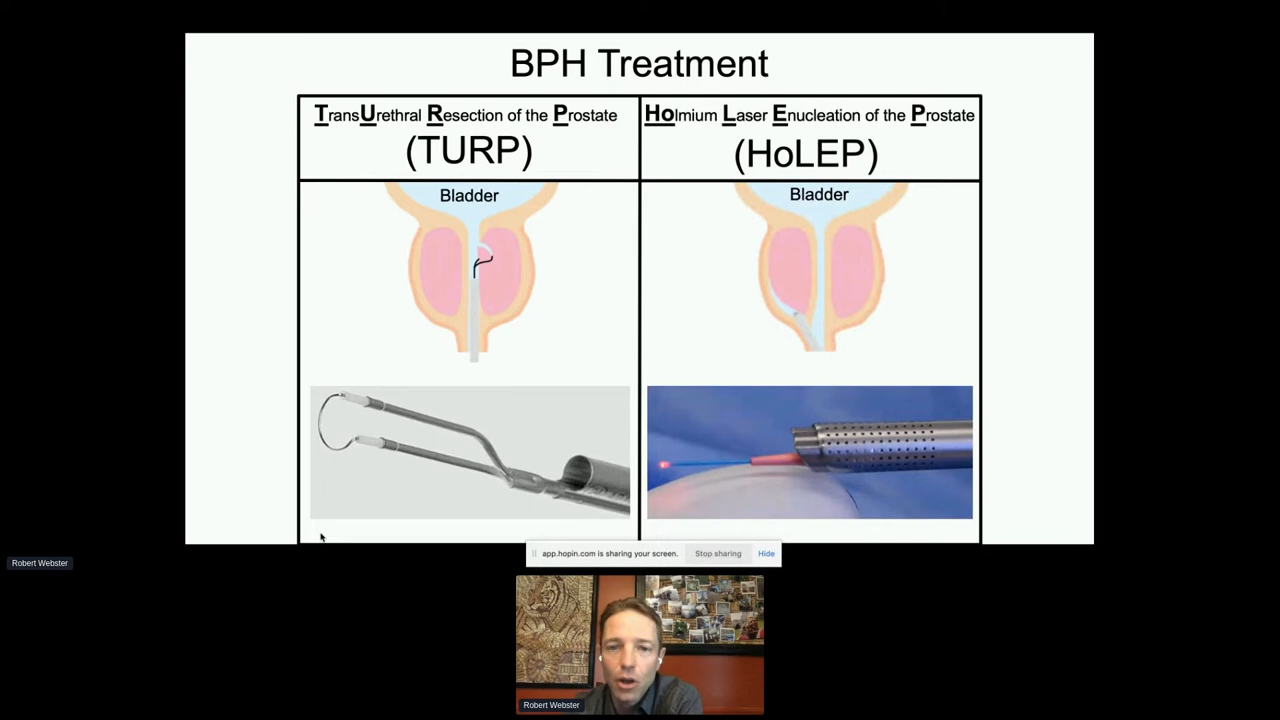 BPH Treatment
TransUrethral Resection of the Prostate
(TURP)
Holmium Laser Enucleation of the Prostate
(HoLEP)
Bladder
Bladder
app.hopin.com is sharing your screen.
Stop sharing
Hide
Robert Webster
Robert Webster